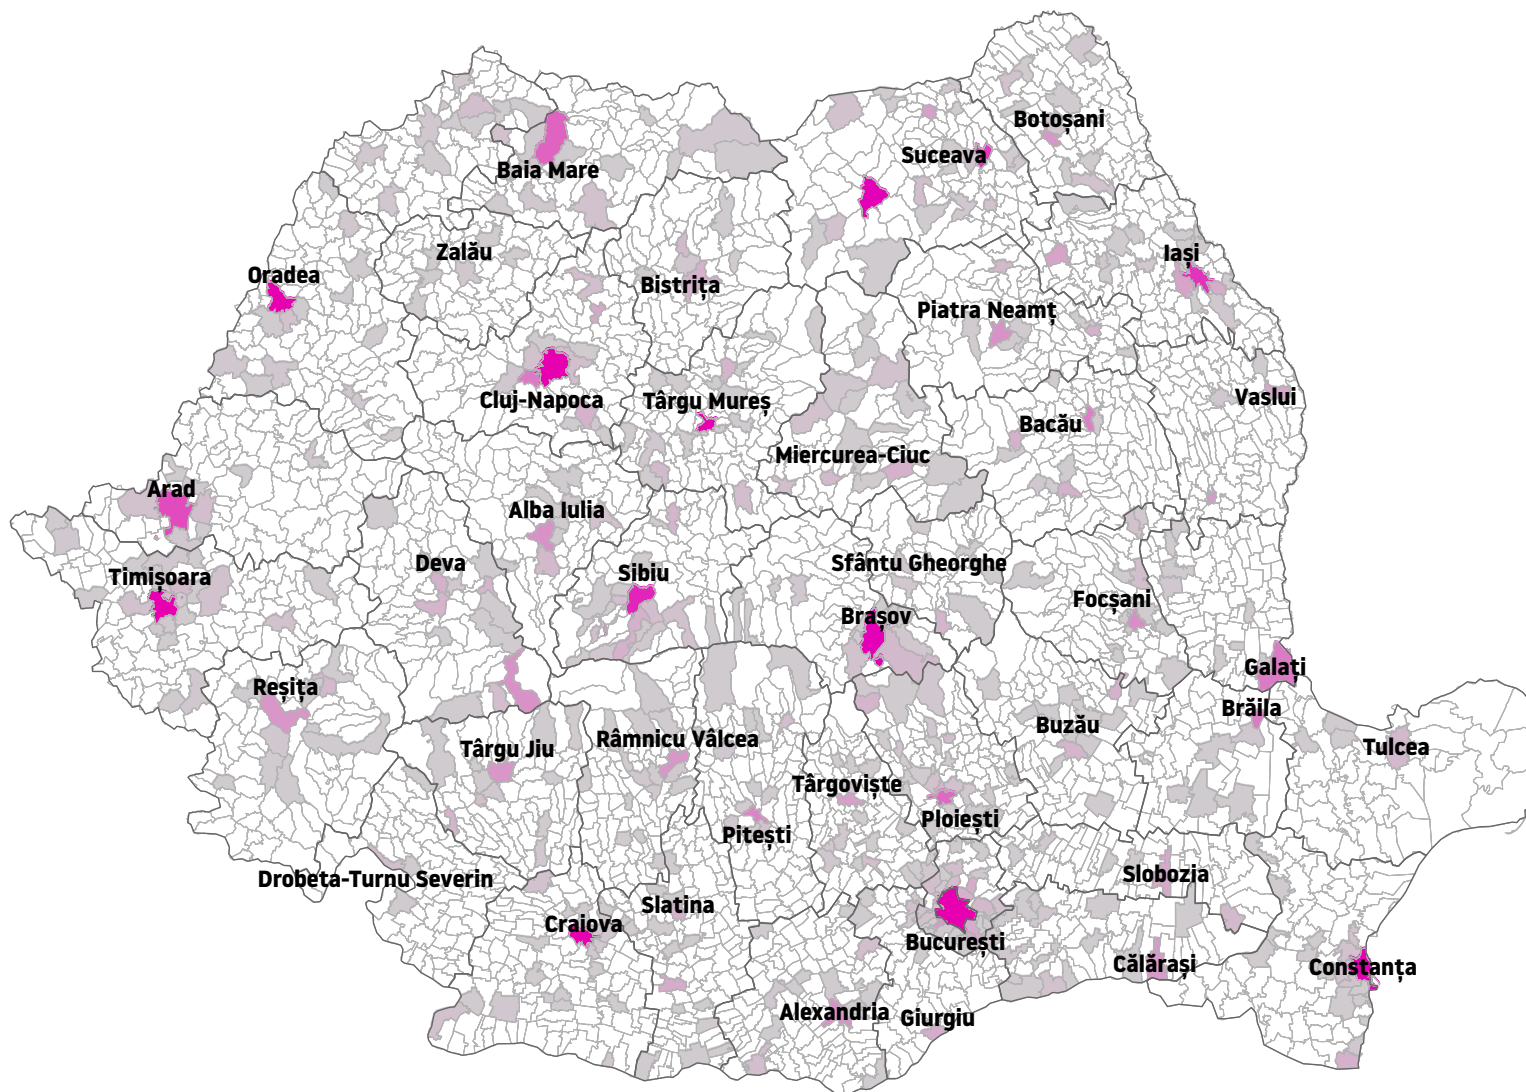 Botoșani
Suceava
Baia Mare
Zalău
Iași
Oradea
Bistrița
Piatra Neamț
Cluj-Napoca
Târgu Mureș
Vaslui
Bacău
Miercurea-Ciuc
Arad
Alba Iulia
Deva
Sibiu
Sfântu Gheorghe
Timișoara
Focșani
Brașov
Galați
Reșița
Brăila
Buzău
Râmnicu Vâlcea
Târgu Jiu
Tulcea
Târgoviște
Ploiești
Pitești
Slobozia
Drobeta-Turnu Severin
Slatina
Craiova
București
Călărași
Constanța
Alexandria
Giurgiu